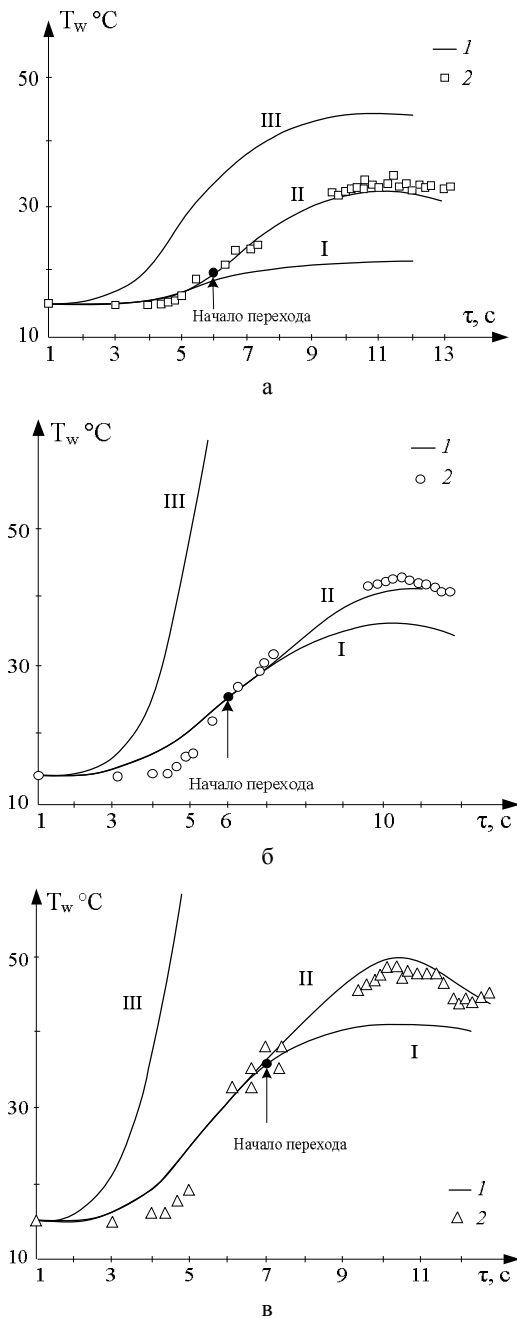 T_w °C
1
2
50
III
30
II
I
Начало перехода
10
1 3 5 7 9 11 13
τ, с
а
T_w °C
1
2
III
50
II
I
30
Начало перехода
10
1 3 5 6 10
τ, с
б
T_w °C
50
II
III
I
30
Начало перехода
1
2
10
1 3 5 7 9 11
τ, с
в